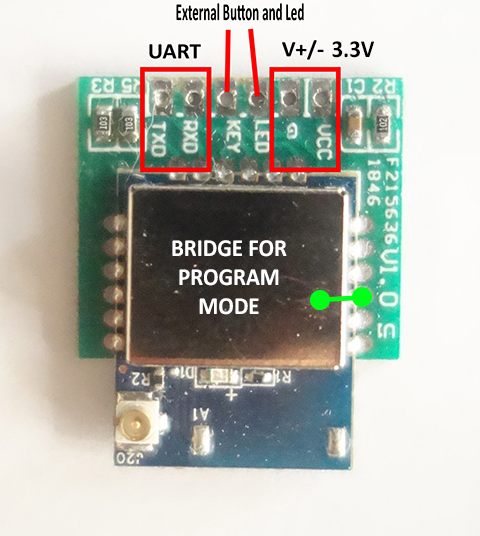 External Button and Led
UART
V+/- 3.3V
R3
R5
R2 C1
103
103
102
TXD
RXD
KEY
LED
G
VCC
F215636V1.0
1846
BRIDGE FOR
PROGRAM
MODE
R2
D1
R1
+
A1
J20